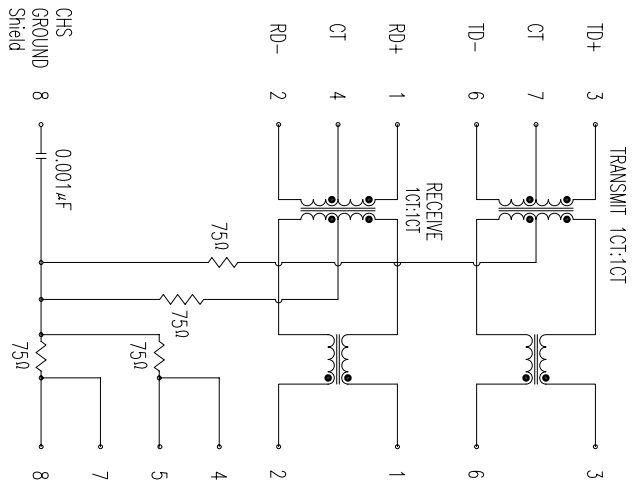 TRANSMIT 1CT:1CT
TD+ 3
CT 7
TD- 6
3
6
RECEIVE
1CT:1CT
RD+ 1
CT 4
RD- 2
1
2
75Ω
75Ω
75Ω
75Ω
4
5
7
8
0.001μF
CHS
GROUND 8
Shield